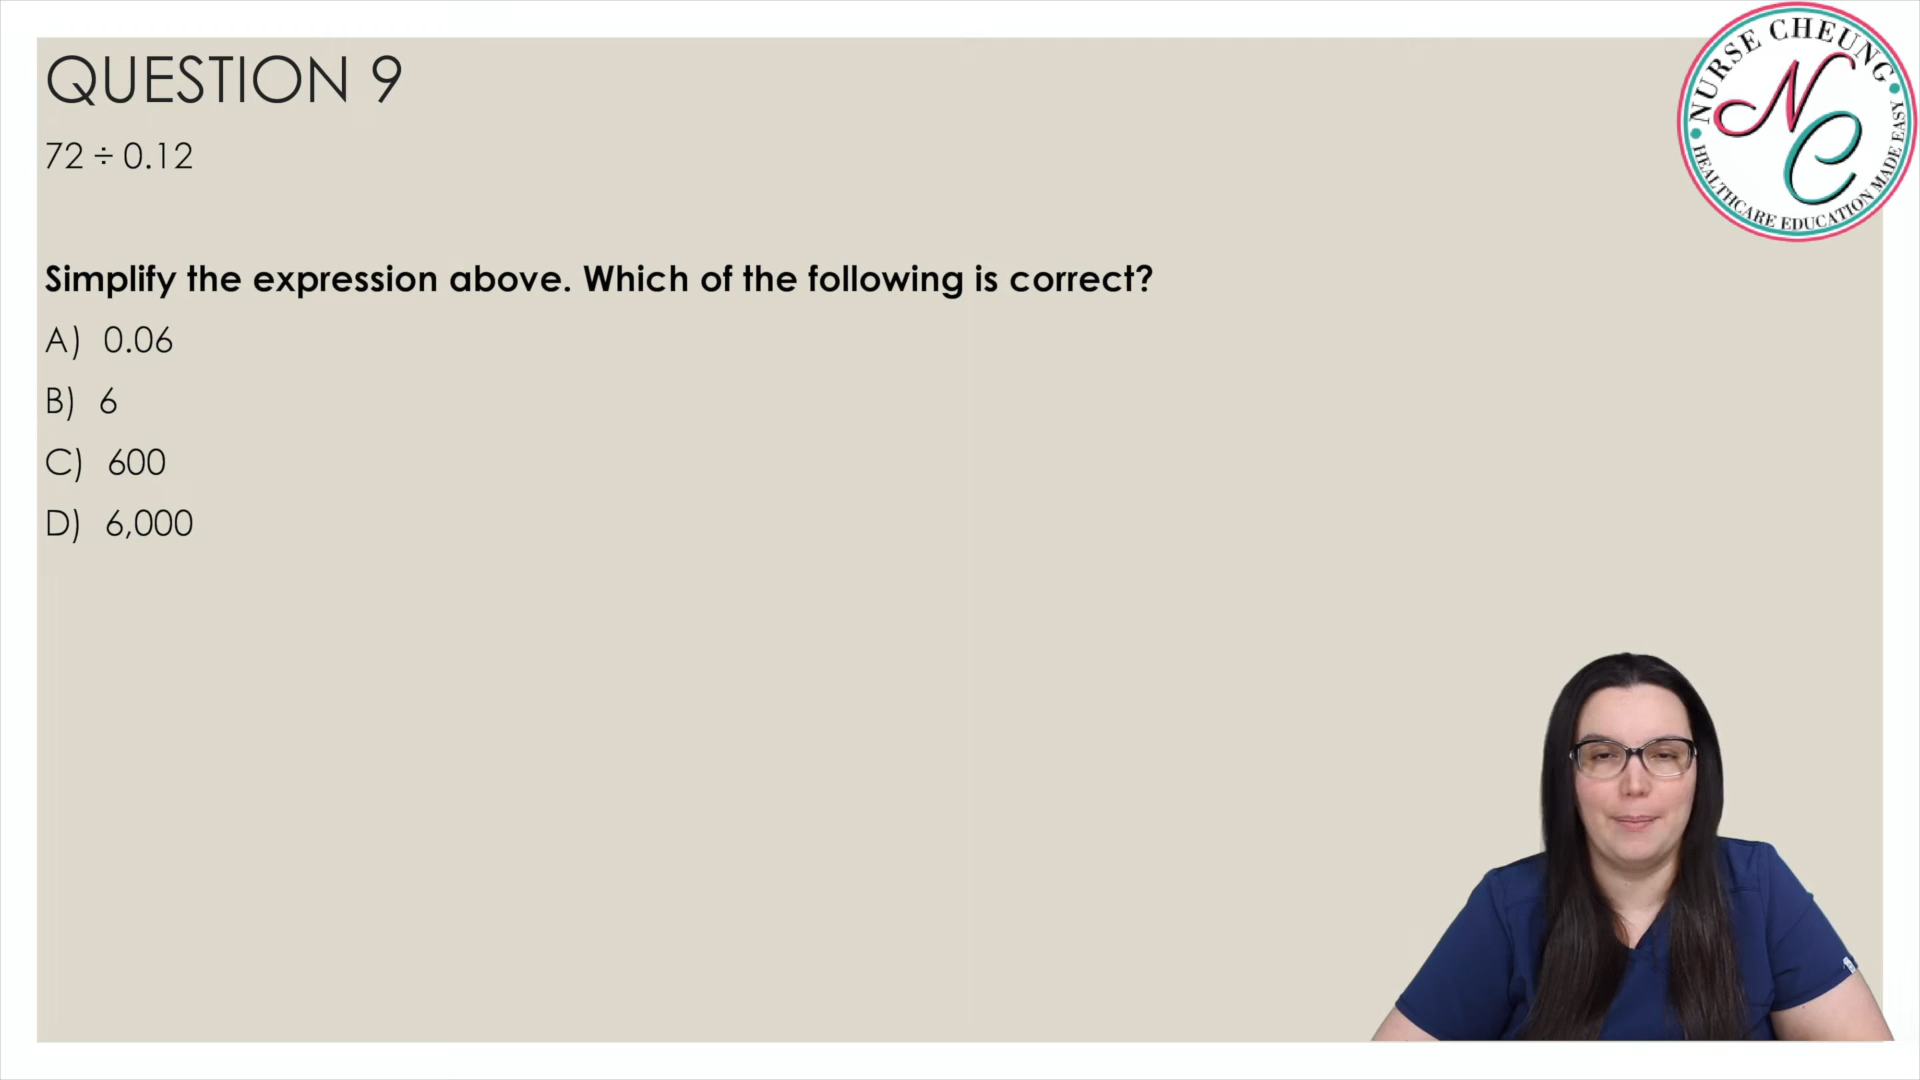 QUESTION 9
72 ÷ 0.12
Simplify the expression above. Which of the following is correct?
A) 0.06
B) 6
C) 600
D) 6,000
NURSE CHEUNG
NC
HEALTHCARE EDUCATION MADE EASY